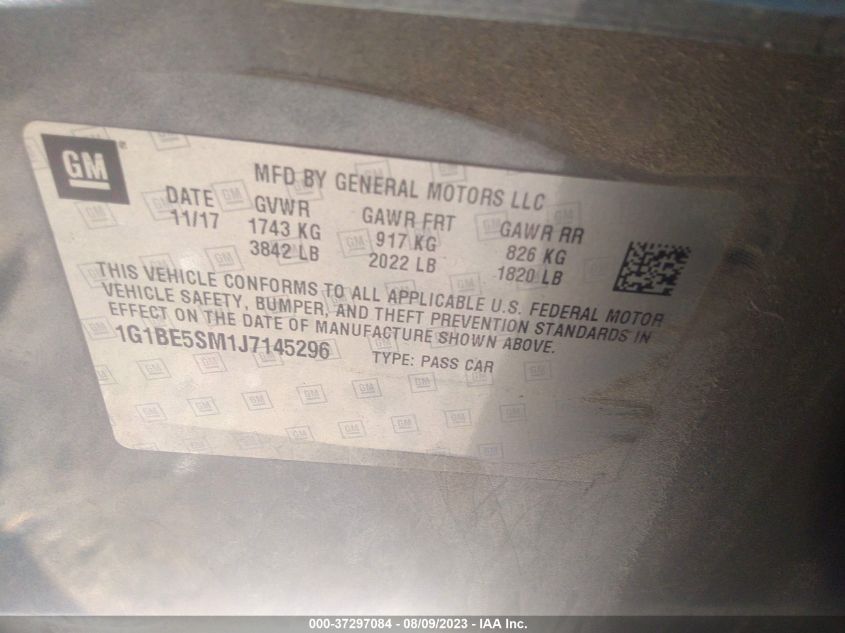 GM
MFD BY GENERAL MOTORS LLC
DATE GVWR GAWR FRT GAWR RR
11/17 1743 KG 917 KG 826 KG
3842 LB 2022 LB 1820 LB
THIS VEHICLE CONFORMS TO ALL APPLICABLE U.S. FEDERAL MOTOR
VEHICLE SAFETY, BUMPER, AND THEFT PREVENTION STANDARDS IN
EFFECT ON THE DATE OF MANUFACTURE SHOWN ABOVE.
1G1BE5SM1J7145296 TYPE: PASS CAR
000-37297084 - 08/09/2023 - IAA Inc.